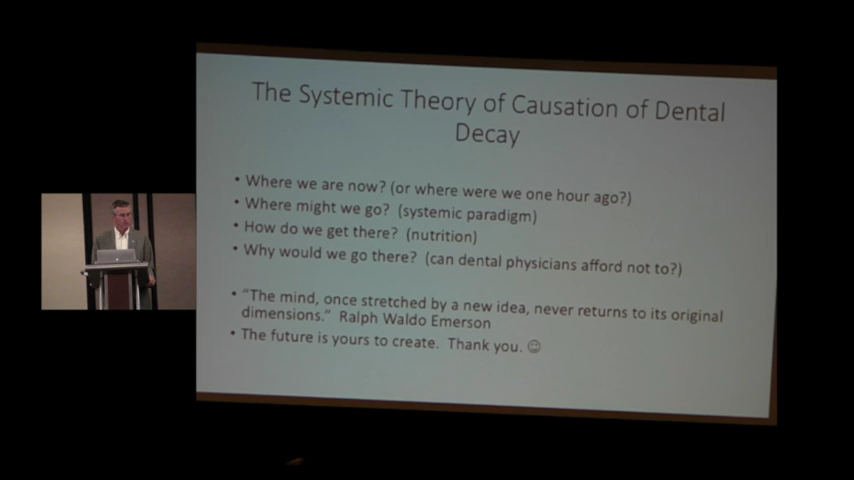 The Systemic Theory of Causation of Dental
Decay
• Where we are now? (or where were we one hour ago?)
• Where might we go? (systemic paradigm)
• How do we get there? (nutrition)
• Why would we go there? (can dental physicians afford not to?)
• “The mind, once stretched by a new idea, never returns to its original
dimensions.” Ralph Waldo Emerson
• The future is yours to create. Thank you. ☺